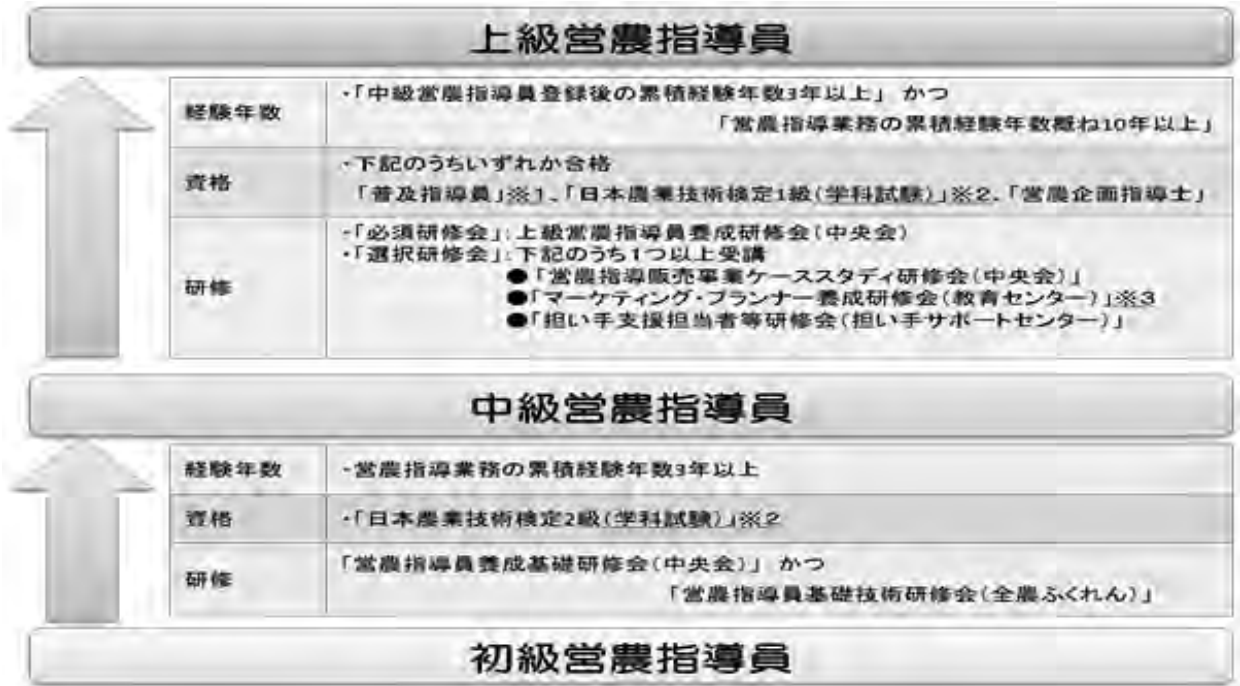 上級営農指導員
経験年数
・「中級営農指導員登録後の累積経験年数3年以上」 かつ
「営農指導業務の累積経験年数概ね10年以上」
資格
・下記のうちいずれか合格
「普及指導員」※1、「日本農業技術検定1級(学科試験)」※2、「営農企画指導士」
研修
・「必須研修会」:上級営農指導員養成研修会(中央会)
・「選択研修会」:下記のうち1つ以上受講
●「営農指導販売事業ケーススタディ研修会(中央会)」
●「マーケティング・プランナー養成研修会(教育センター)」※3
●「担い手支援担当者等研修会(担い手サポートセンター)」
中級営農指導員
経験年数
・営農指導業務の累積経験年数3年以上
資格
・「日本農業技術検定2級(学科試験)」※2
研修
「営農指導員養成基礎研修会(中央会)」 かつ
「営農指導員基礎技術研修会(全農ふくれん)」
初級営農指導員